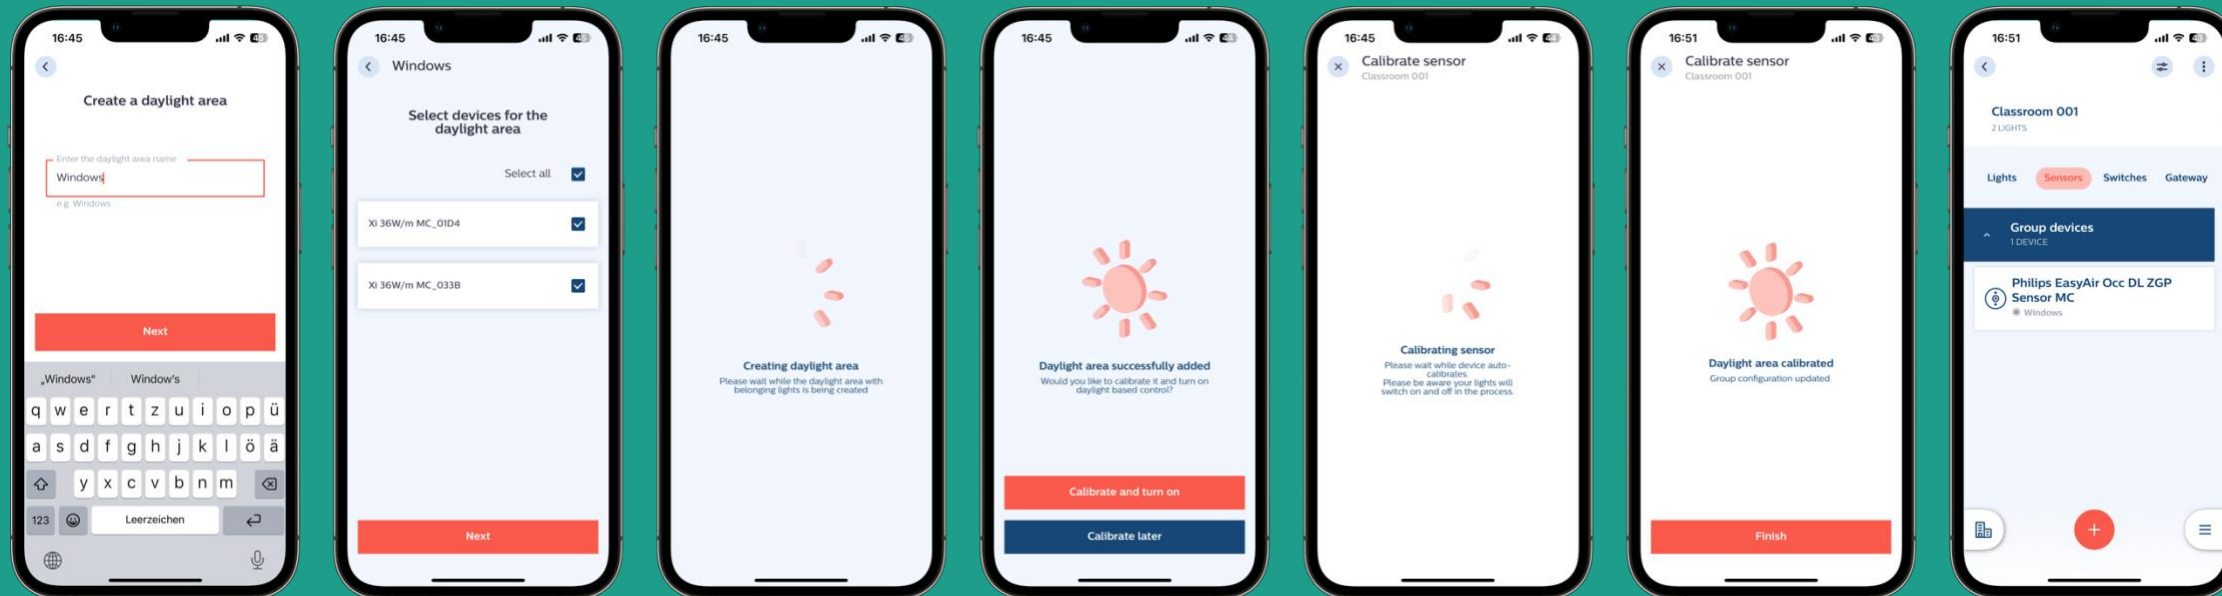 16:45
Create a daylight area
Enter the daylight area name
Windows
e.g. Windows
Next
„Windows“ Window's
q w e r t z u i o p ü
a s d f g h j k l ö ä
y x c v b n m
123 Leerzeichen
16:45
Windows
Select devices for the
daylight area
Select all
Xi 36W/m MC_01D4
Xi 36W/m MC_033B
Next
16:45
Creating daylight area
Please wait while the daylight area with
belonging lights is being created
16:45
Daylight area successfully added
Would you like to calibrate it and turn on
daylight based control?
Calibrate and turn on
Calibrate later
16:45
Calibrate sensor
Classroom 001
Calibrating sensor
Please wait while device auto-
calibrates.
Please be aware your lights will
switch on and off in the process.
16:51
Calibrate sensor
Classroom 001
Daylight area calibrated
Group configuration updated
Finish
16:51
43
Classroom 001
2 LIGHTS
Lights Sensors Switches Gateway
Group devices
1 DEVICE
Philips EasyAir Occ DL ZGP
Sensor MC
Windows